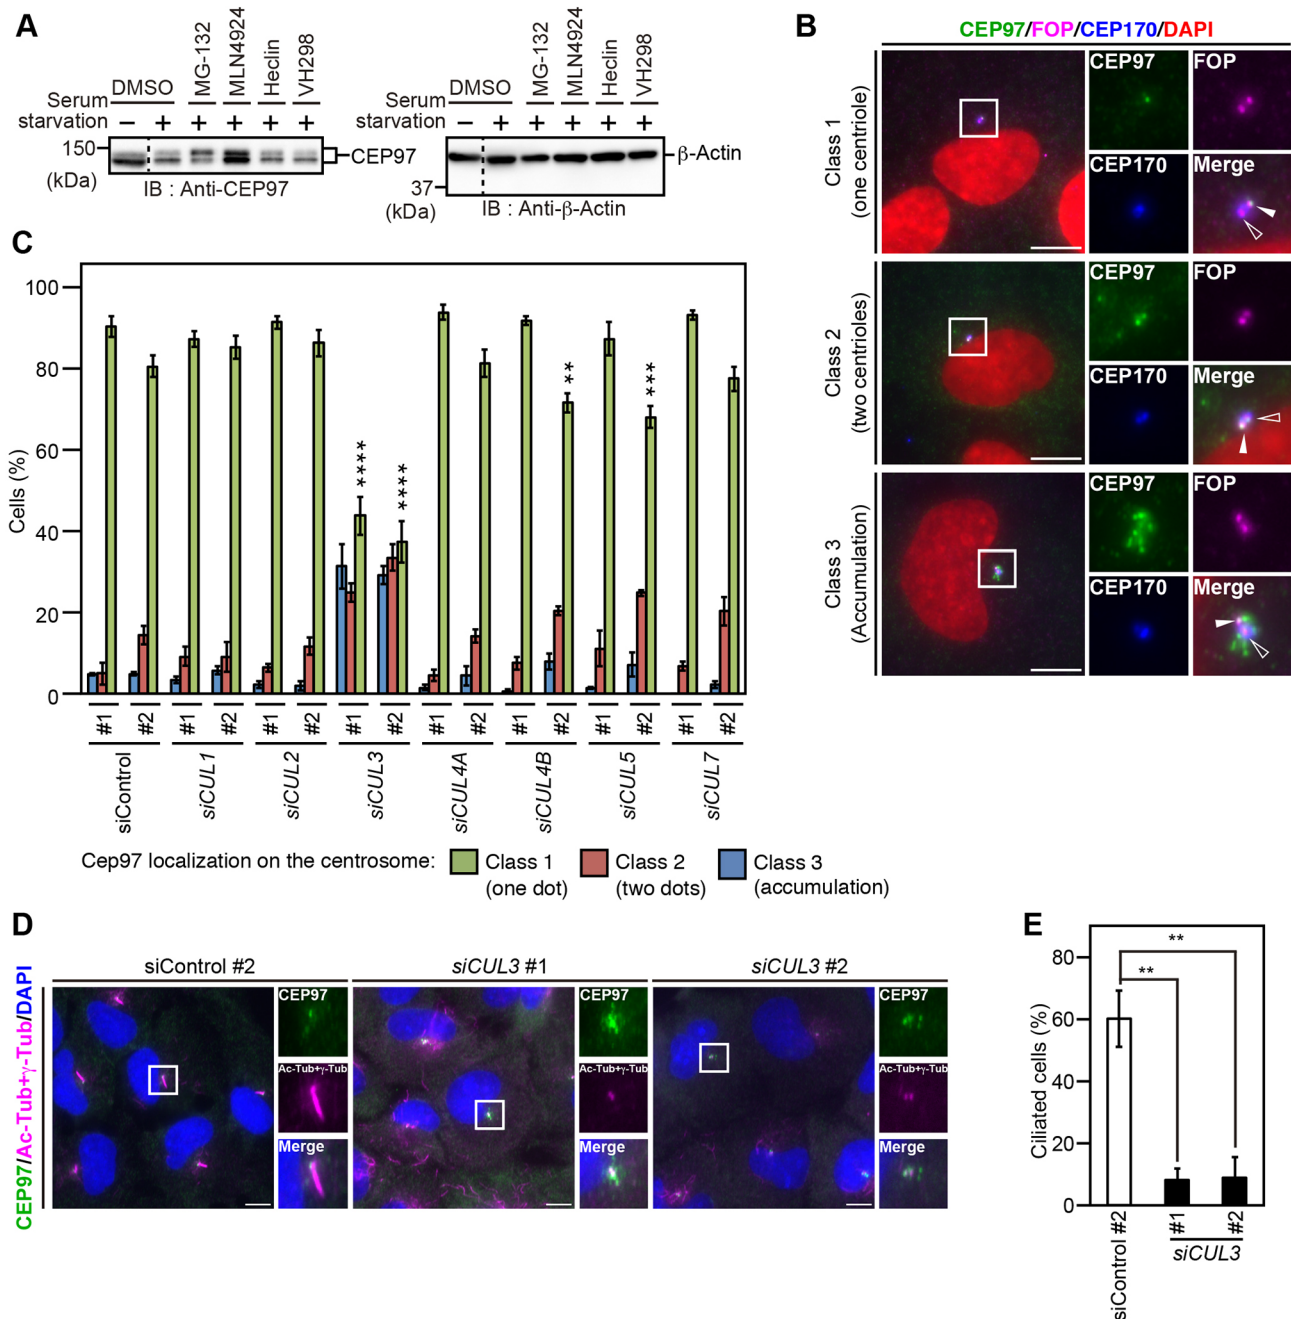 A
DMSO MG-132 MLN4924 Heclin VH298
Serum starvation − + + + + +
150
(kDa)
CEP97
IB : Anti-CEP97
DMSO MG-132 MLN4924 Heclin VH298
Serum starvation − + + + + +
β-Actin
37
(kDa)
IB : Anti-β-Actin
B
CEP97/FOP/CEP170/DAPI
Class 1
(one centriole)
CEP97 FOP
CEP170 Merge
Class 2
(two centrioles)
CEP97 FOP
CEP170 Merge
Class 3
(Accumulation)
CEP97 FOP
CEP170 Merge
C
Cells (%)
100
80
60
40
20
0
**** **** ** ***
#1 #2 #1 #2 #1 #2 #1 #2 #1 #2 #1 #2 #1 #2 #1 #2
siControl siCUL1 siCUL2 siCUL3 siCUL4A siCUL4B siCUL5 siCUL7
Cep97 localization on the centrosome: Class 1 Class 2 Class 3
(one dot) (two dots) (accumulation)
D
siControl #2 siCUL3 #1 siCUL3 #2
CEP97/Ac-Tub+γ-Tub/DAPI
CEP97 CEP97 CEP97
Ac-Tub+γ-Tub Ac-Tub+γ-Tub Ac-Tub+γ-Tub
Merge Merge Merge
E
Ciliated cells (%)
80
60
40
20
0
**
**
siControl #2 #1 #2
siCUL3